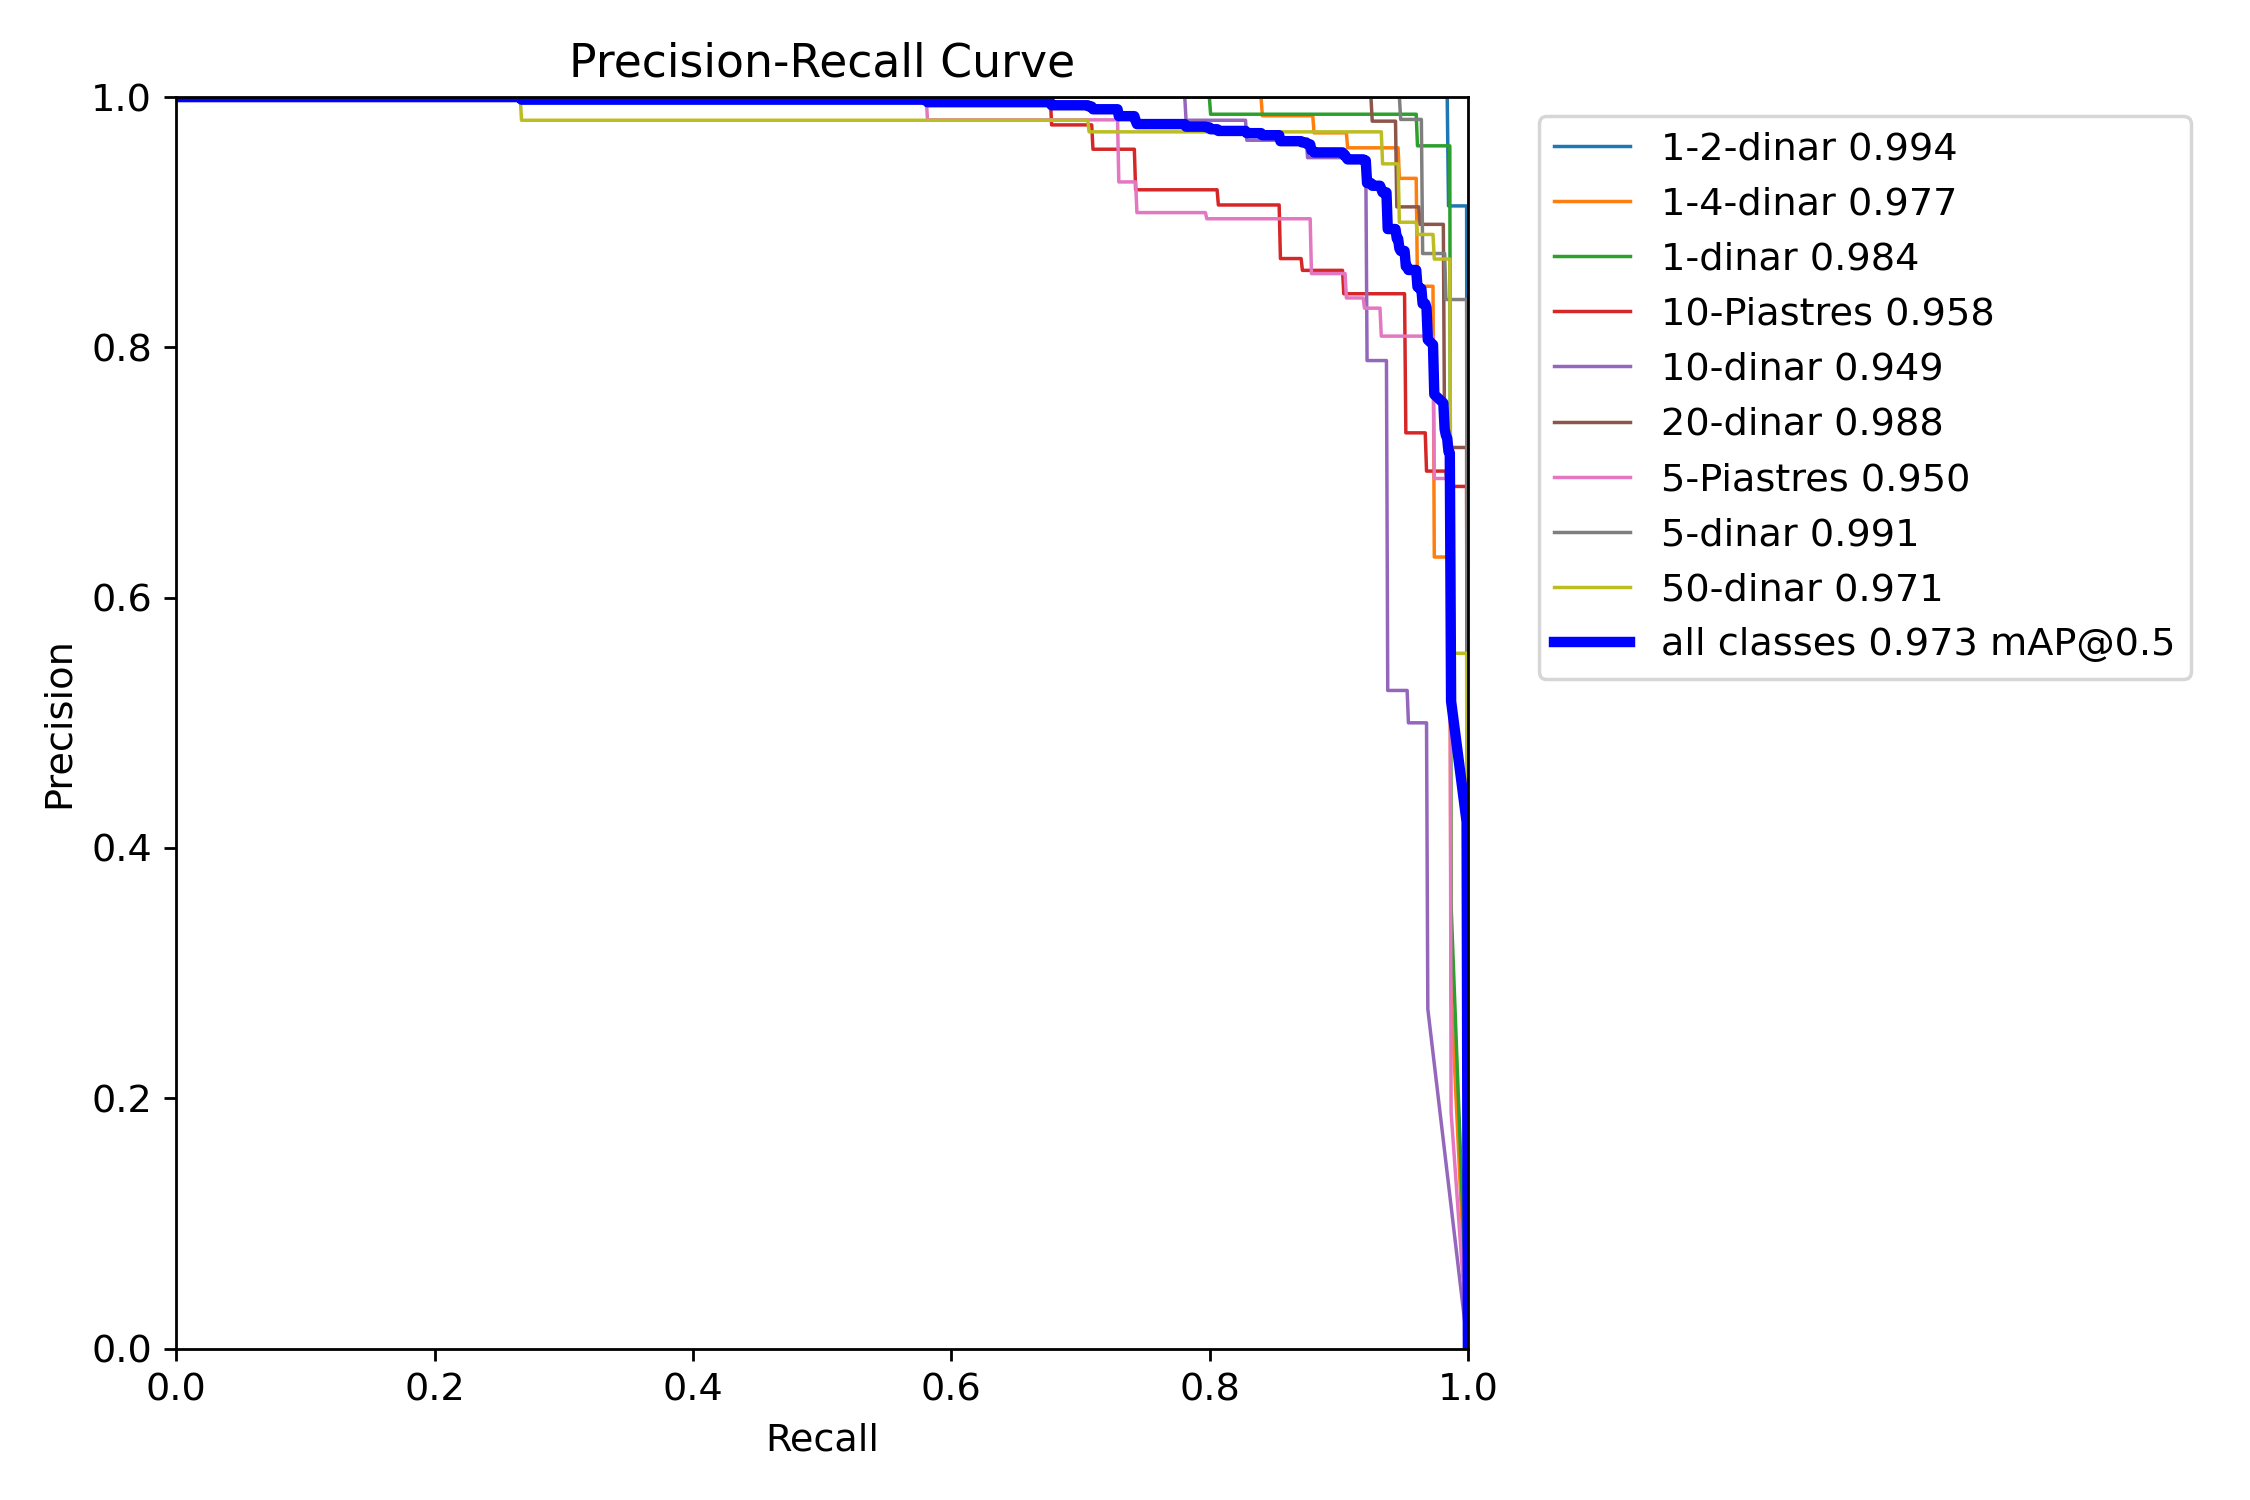 Precision-Recall Curve
1.0
0.8
0.6
0.4
0.2
0.0
Precision
0.0 0.2 0.4 0.6 0.8 1.0
Recall
1-2-dinar 0.994
1-4-dinar 0.977
1-dinar 0.984
10-Piastres 0.958
10-dinar 0.949
20-dinar 0.988
5-Piastres 0.950
5-dinar 0.991
50-dinar 0.971
all classes 0.973 mAP@0.5